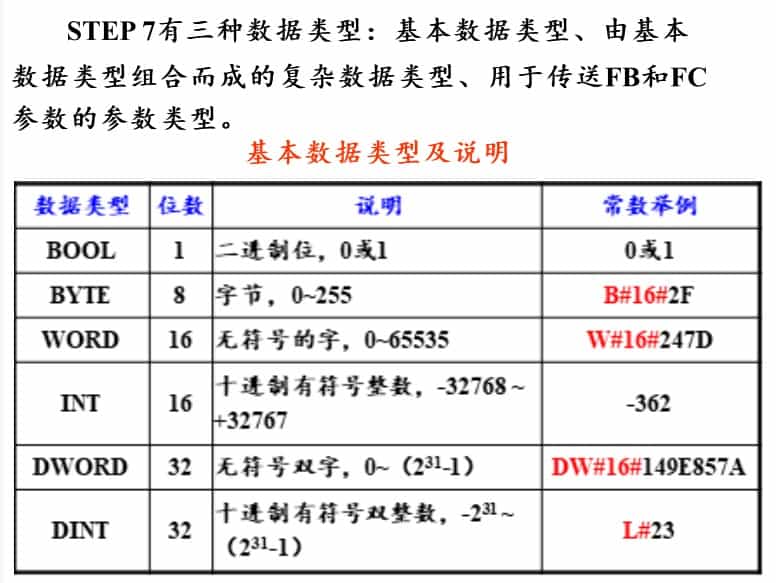 STEP 7有三种数据类型：基本数据类型、由基本
数据类型组合而成的复杂数据类型、用于传送FB和FC
参数的参数类型。
基本数据类型及说明
数据类型 位数 说明 常数举例
BOOL 1 二进制位，0或1 0或1
BYTE 8 字节，0~255 B#16#2F
WORD 16 无符号的字，0~65535 W#16#247D
INT 16 十进制有符号整数，-32768～
+32767 -362
DWORD 32 无符号双字，0~（2³¹-1） DW#16#149E857A
DINT 32 十进制有符号双整数，-2³¹～
（2³¹-1） L#23